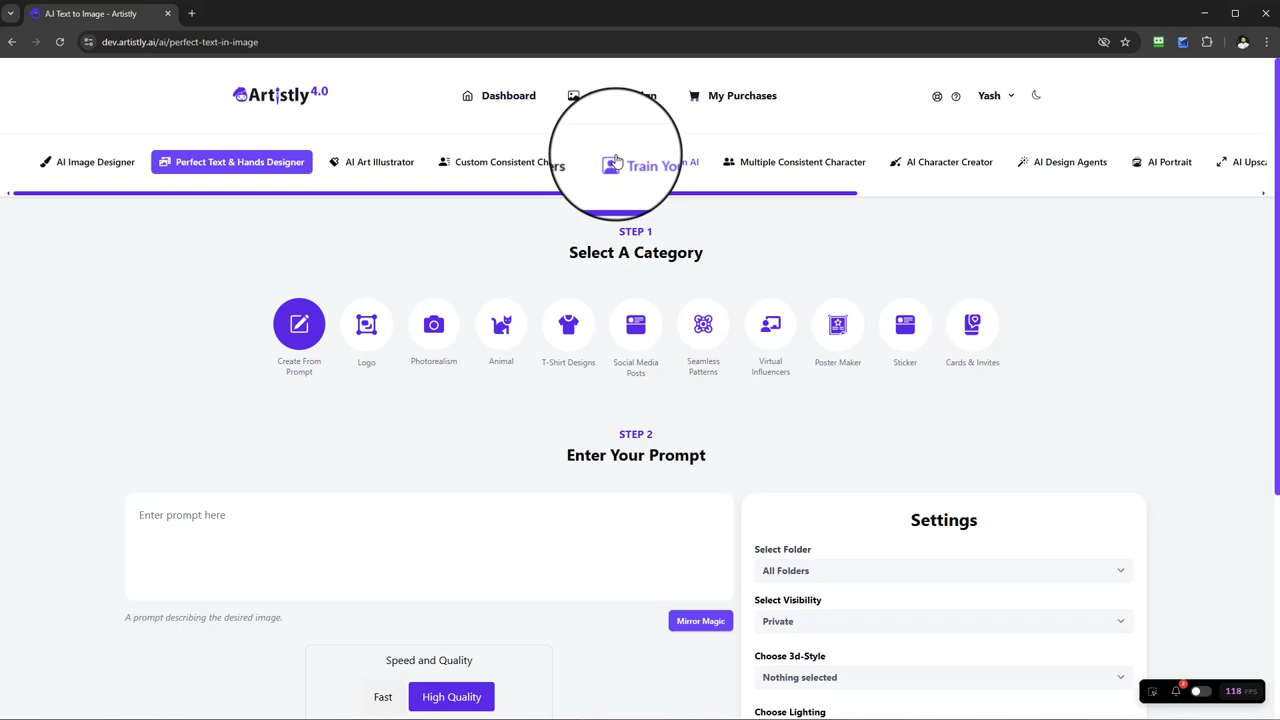 A.I Text to Image - Artistly
dev.artistly.ai/ai/perfect-text-in-image
Artistly 4.0
Dashboard
My Purchases
Yash
AI Image Designer
Perfect Text & Hands Designer
AI Art Illustrator
Custom Consistent
ers
Train
AI
Multiple Consistent Character
AI Character Creator
AI Design Agents
AI Portrait
AI
STEP 1
Select A Category
Create From
Prompt
Logo
Photorealism
Animal
T-Shirt Designs
Social Media
Posts
Seamless
Patterns
Virtual
Influencers
Poster Maker
Sticker
Cards & Invites
STEP 2
Enter Your Prompt
Enter prompt here
A prompt describing the desired image.
Mirror Magic
Speed and Quality
Fast
High Quality
Settings
Select Folder
All Folders
Select Visibility
Private
Choose 3d-Style
Nothing selected
Choose Lighting
2
118 FPS